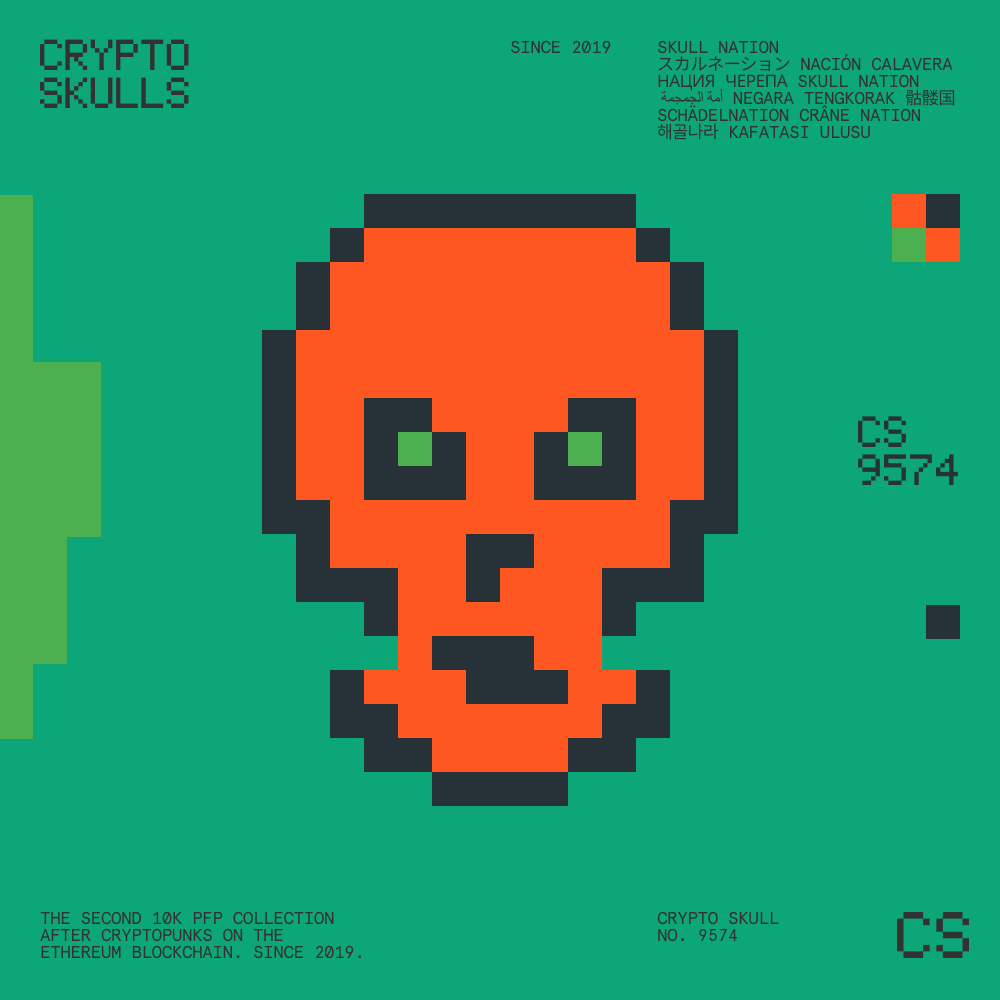 CRYPTO
SKULLS
SINCE 2019
SKULL NATION
スカルネーション NACIÓN CALAVERA
НАЦИЯ ЧЕРЕПА SKULL NATION
أمة الجمجمة NEGARA TENGKORAK 骷髅国
SCHÄDELNATION CRÂNE NATION
해골나라 KAFATASI ULUSU
CS
9574
THE SECOND 10K PFP COLLECTION
AFTER CRYPTOPUNKS ON THE
ETHEREUM BLOCKCHAIN. SINCE 2019.
CRYPTO SKULL
NO. 9574
CS